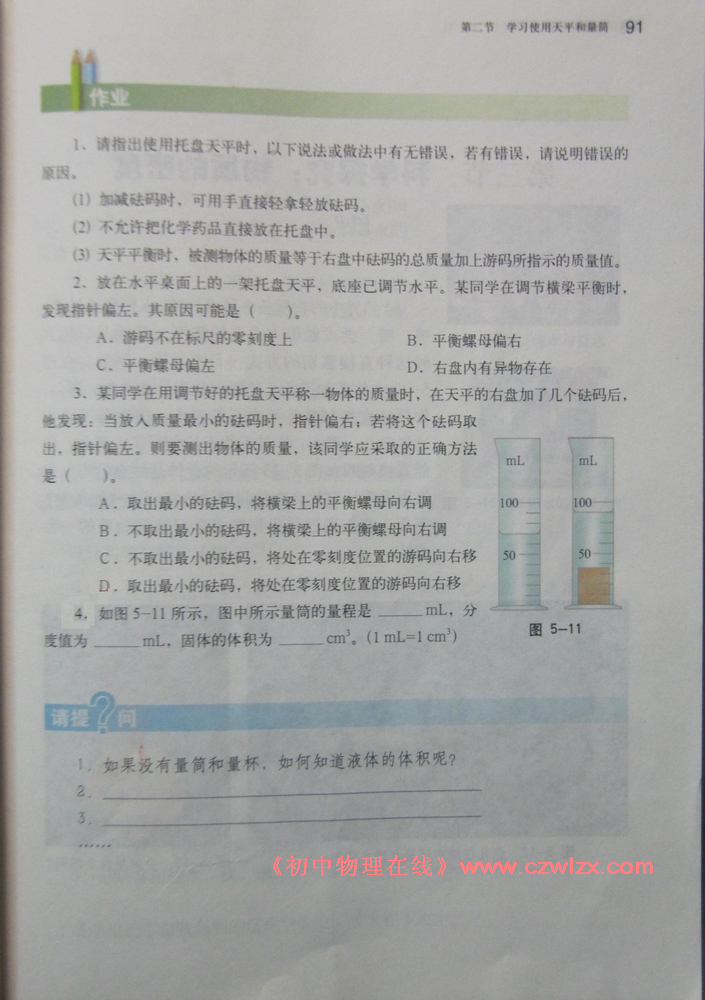 第二节 学习使用天平和量筒 91
作业
1. 请指出使用托盘天平时，以下说法或做法中有无错误，若有错误，请说明错误的
原因。
(1) 加减砝码时，可用手直接轻拿轻放砝码。
(2) 不允许把化学药品直接放在托盘中。
(3) 天平平衡时，被测物体的质量等于右盘中砝码的总质量加上游码所指示的质量值。
2. 放在水平桌面上的一架托盘天平，底座已调节水平。某同学在调节横梁平衡时，
发现指针偏左。其原因可能是（ ）。
A. 游码不在标尺的零刻度上 B. 平衡螺母偏右
C. 平衡螺母偏左 D. 右盘内有异物存在
3. 某同学在用调节好的托盘天平称一物体的质量时，在天平的右盘加了几个砝码后，
他发现：当放入质量最小的砝码时，指针偏右；若将这个砝码取
出，指针偏左。则要测出物体的质量，该同学应采取的正确方法
是（ ）。
A. 取出最小的砝码，将横梁上的平衡螺母向右调
B. 不取出最小的砝码，将横梁上的平衡螺母向右调
C. 不取出最小的砝码，将处在零刻度位置的游码向右移
D. 取出最小的砝码，将处在零刻度位置的游码向右移
4. 如图 5-11 所示，图中所示量筒的量程是 ______ mL，分
度值为 ______ mL，固体的体积为 ______ cm³。(1 mL=1 cm³)
mL mL
100 100
50 50
图 5-11
请提?问
1. 如果没有量筒和量杯，如何知道液体的体积呢？
2. ______
3. ______
……
《初中物理在线》www.czwlzx.com